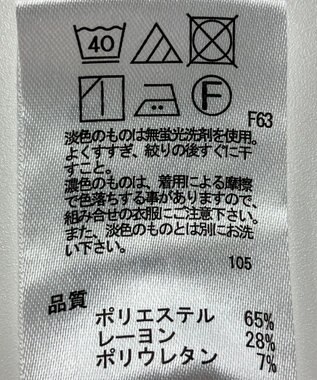 40
F
F63
淡色のものは無蛍光洗剤を使用。
よくすすぎ、絞りの後すぐに干
すこと。
濃色のものは、着用による摩擦
で色落ちする事がありますので、
組み合せの衣服にご注意下さい。
また、淡色のものとは別にお洗
い下さい。
105
品質
ポリエステル 65%
レーヨン 28%
ポリウレタン 7%